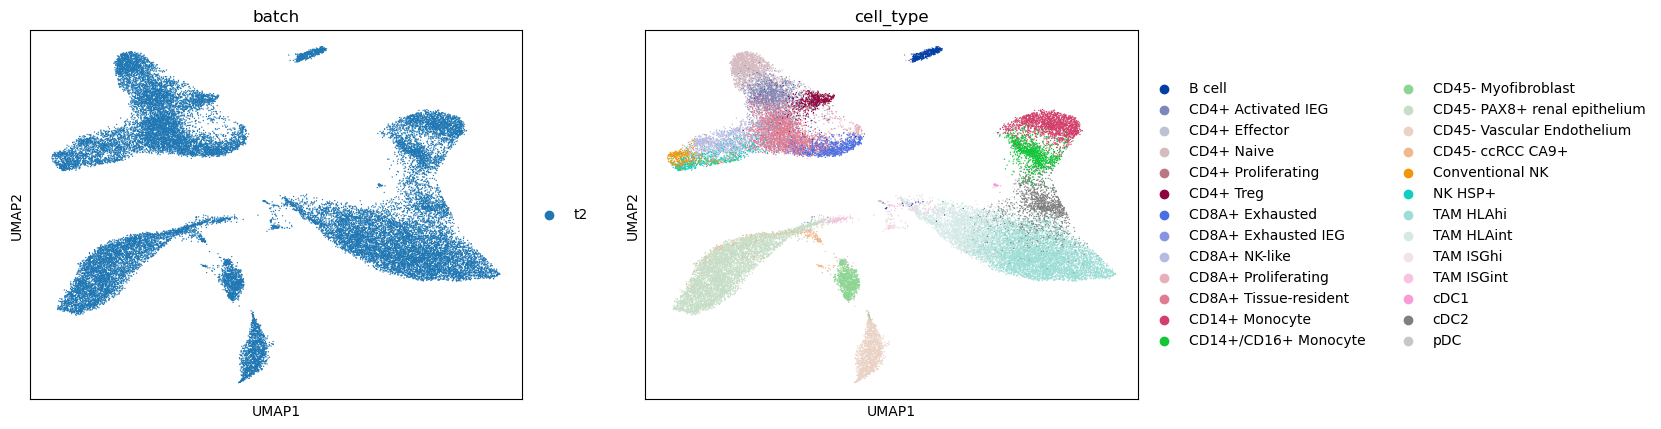 batch
UMAP2
UMAP1
t2
cell_type
UMAP2
UMAP1
B cell
CD4+ Activated IEG
CD4+ Effector
CD4+ Naive
CD4+ Proliferating
CD4+ Treg
CD8A+ Exhausted
CD8A+ Exhausted IEG
CD8A+ NK-like
CD8A+ Proliferating
CD8A+ Tissue-resident
CD14+ Monocyte
CD14+/CD16+ Monocyte
CD45- Myofibroblast
CD45- PAX8+ renal epithelium
CD45- Vascular Endothelium
CD45- ccRCC CA9+
Conventional NK
NK HSP+
TAM HLAhi
TAM HLAint
TAM ISGhi
TAM ISGint
cDC1
cDC2
pDC